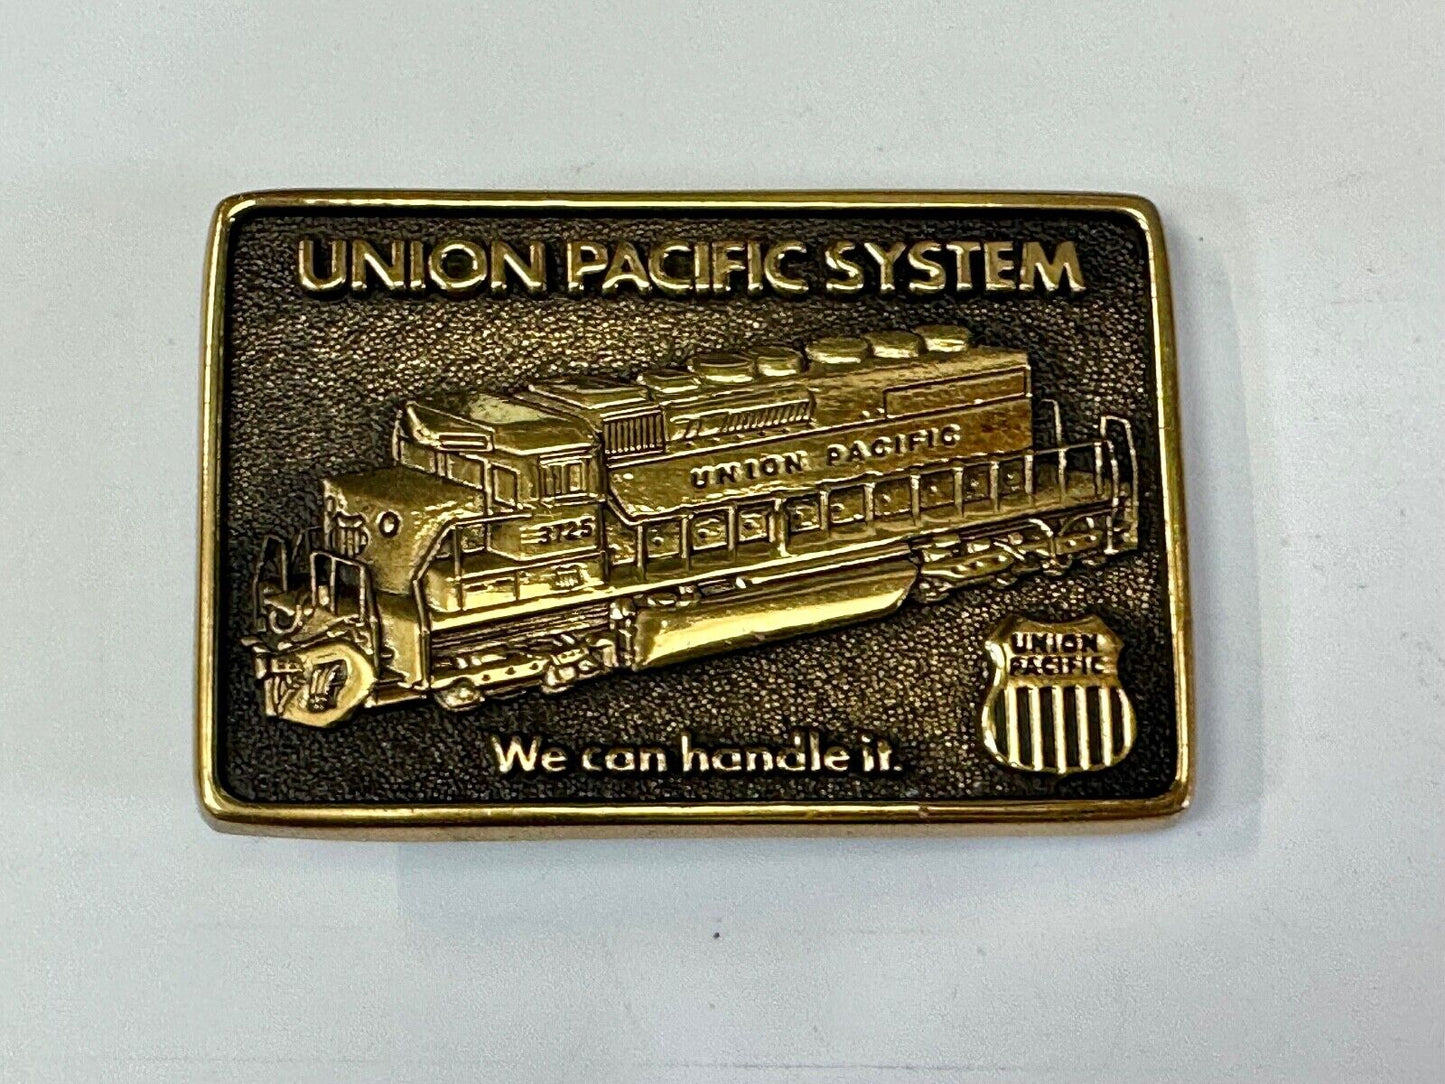 UNION PACIFIC SYSTEM
UNION PACIFIC
3725
UNION
PACIFIC
We can handle it.